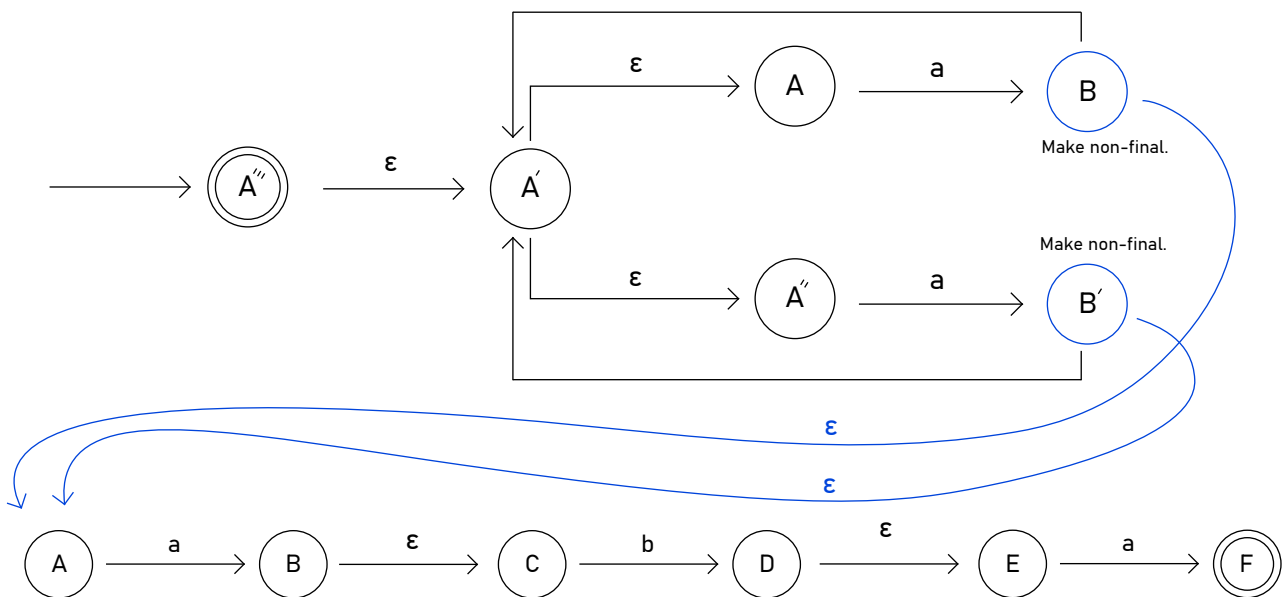 ε A a B
Make non-final.
A‴ ε A′
Make non-final.
ε A″ a B′
ε
ε
A a B ε C b D ε E a F